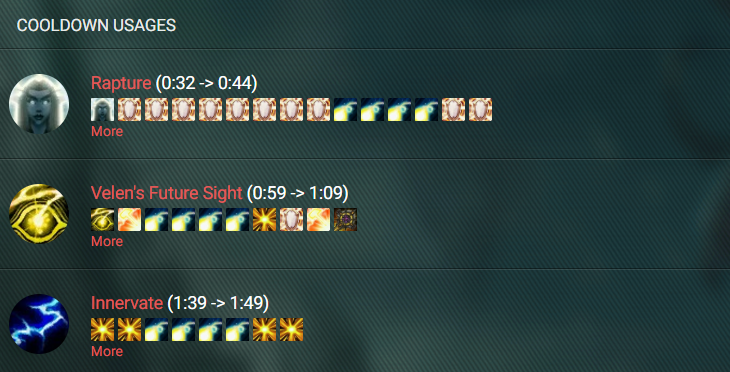 COOLDOWN USAGES
Rapture (0:32 -> 0:44)
More
Velen's Future Sight (0:59 -> 1:09)
More
Innervate (1:39 -> 1:49)
More